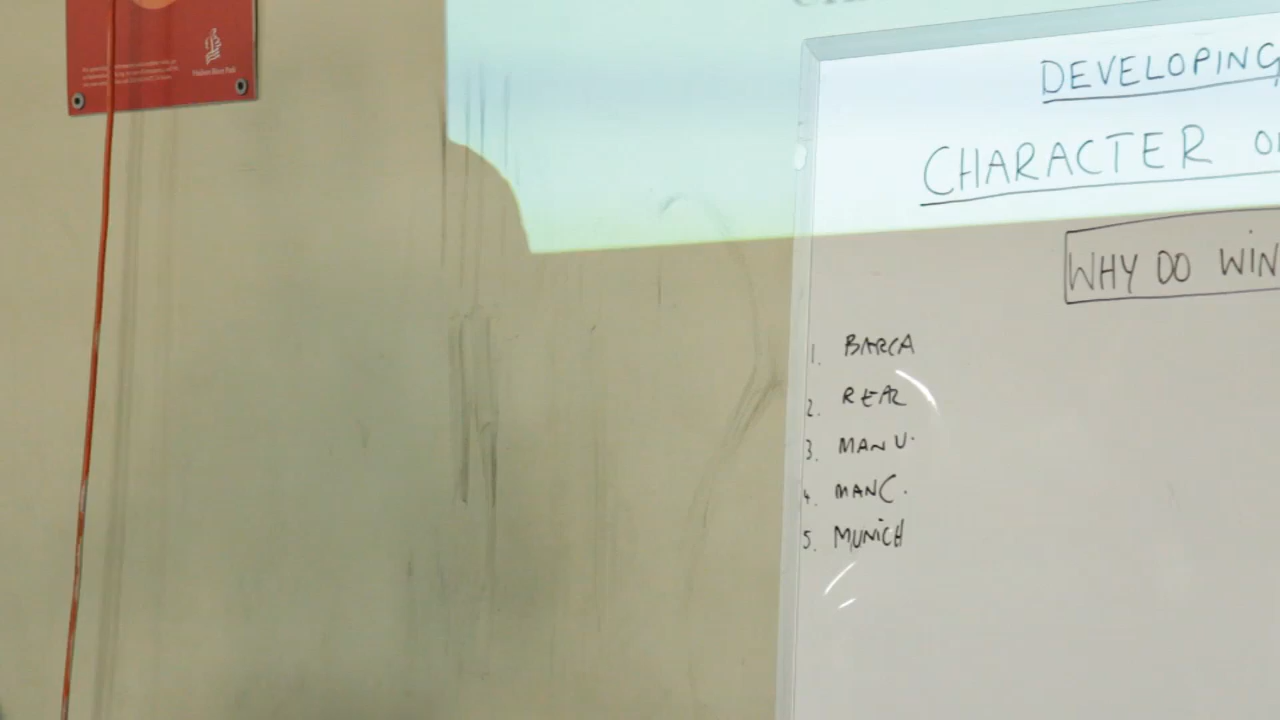 DEVELOPING
CHARACTER
WHY DO WIN
1. BARCA
2. REAL
3. MAN U.
4. MAN C.
5. MUNICH